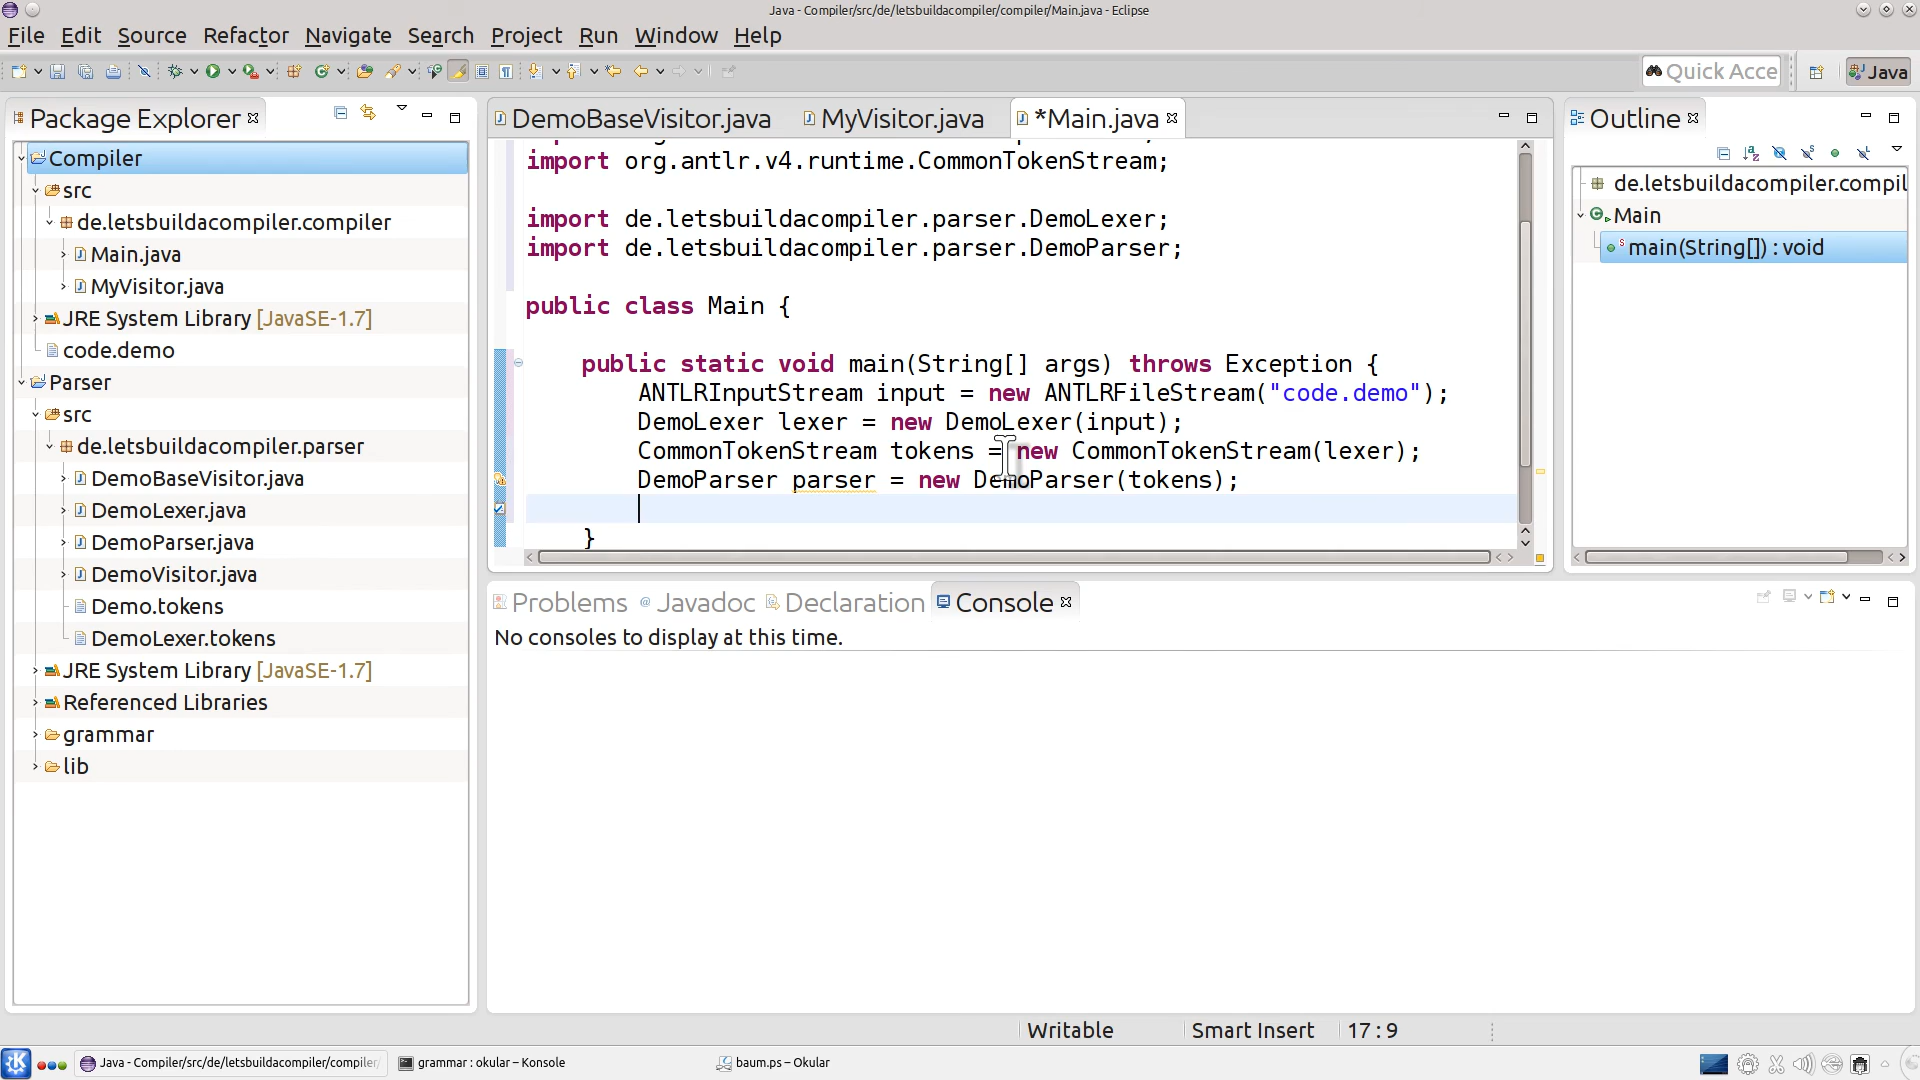 Java - Compiler/src/de/letsbuildacompiler/compiler/Main.java - Eclipse
File Edit Source Refactor Navigate Search Project Run Window Help
Quick Acce
Java
Package Explorer
Compiler
src
de.letsbuildacompiler.compiler
Main.java
MyVisitor.java
JRE System Library [JavaSE-1.7]
code.demo
Parser
src
de.letsbuildacompiler.parser
DemoBaseVisitor.java
DemoLexer.java
DemoParser.java
DemoVisitor.java
Demo.tokens
DemoLexer.tokens
JRE System Library [JavaSE-1.7]
Referenced Libraries
grammar
lib
DemoBaseVisitor.java MyVisitor.java *Main.java
import org.antlr.v4.runtime.CommonTokenStream;
import de.letsbuildacompiler.parser.DemoLexer;
import de.letsbuildacompiler.parser.DemoParser;
public class Main {
public static void main(String[] args) throws Exception {
ANTLRInputStream input = new ANTLRFileStream("code.demo");
DemoLexer lexer = new DemoLexer(input);
CommonTokenStream tokens = new CommonTokenStream(lexer);
DemoParser parser = new DemoParser(tokens);
}
Outline
de.letsbuildacompiler.compil
Main
main(String[]) : void
Problems Javadoc Declaration Console
No consoles to display at this time.
Writable Smart Insert 17 : 9
Java - Compiler/src/de/letsbuildacompiler/compiler/
grammar : okular – Konsole
baum.ps – Okular